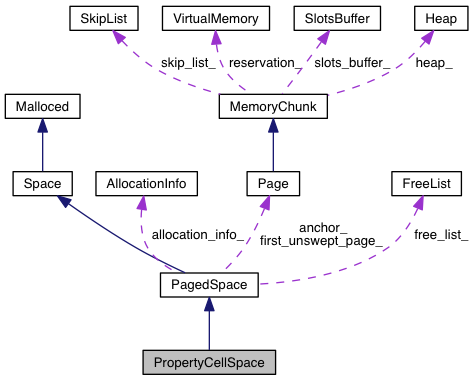 SkipList VirtualMemory SlotsBuffer Heap
skip_list_ reservation_ slots_buffer_ heap_
Malloced MemoryChunk
Space AllocationInfo Page FreeList
allocation_info_ anchor_ free_list_
first_unswept_page_
PagedSpace
PropertyCellSpace